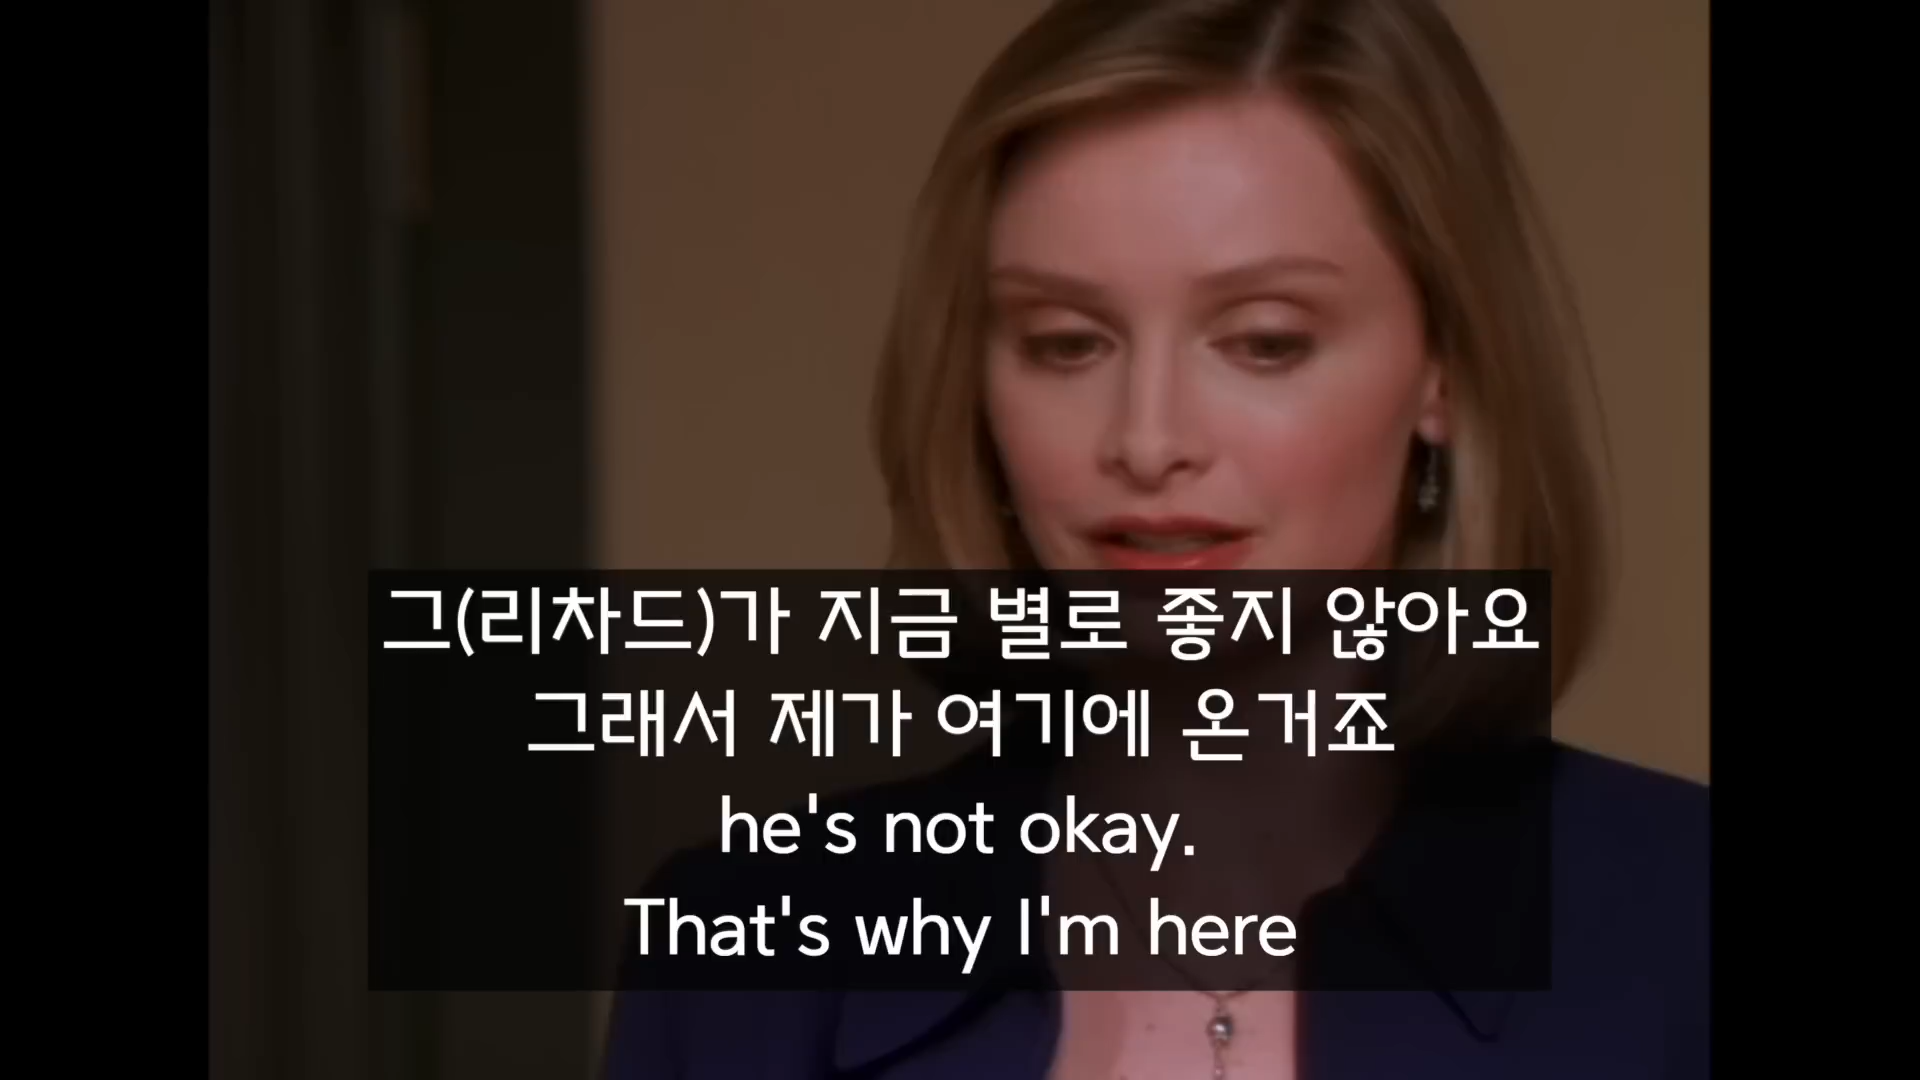 그(리차드)가 지금 별로 좋지 않아요
그래서 제가 여기에 온거죠
he's not okay.
That's why I'm here